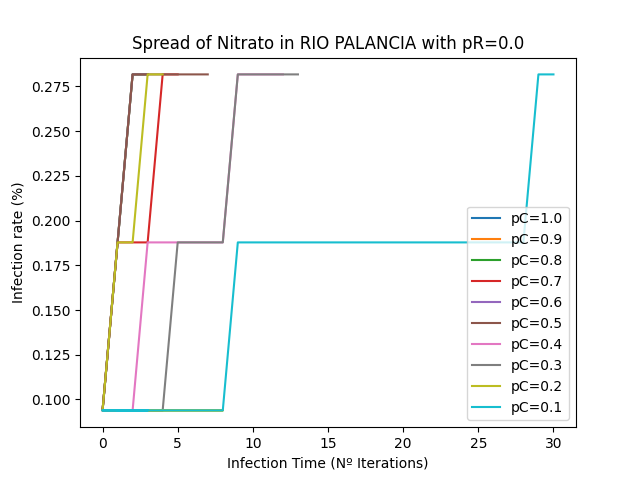 Spread of Nitrato in RIO PALANCIA with pR=0.0
Infection rate (%)
0.275
0.250
0.225
0.200
0.175
0.150
0.125
0.100
pC=1.0
pC=0.9
pC=0.8
pC=0.7
pC=0.6
pC=0.5
pC=0.4
pC=0.3
pC=0.2
pC=0.1
0 5 10 15 20 25 30
Infection Time (Nº Iterations)